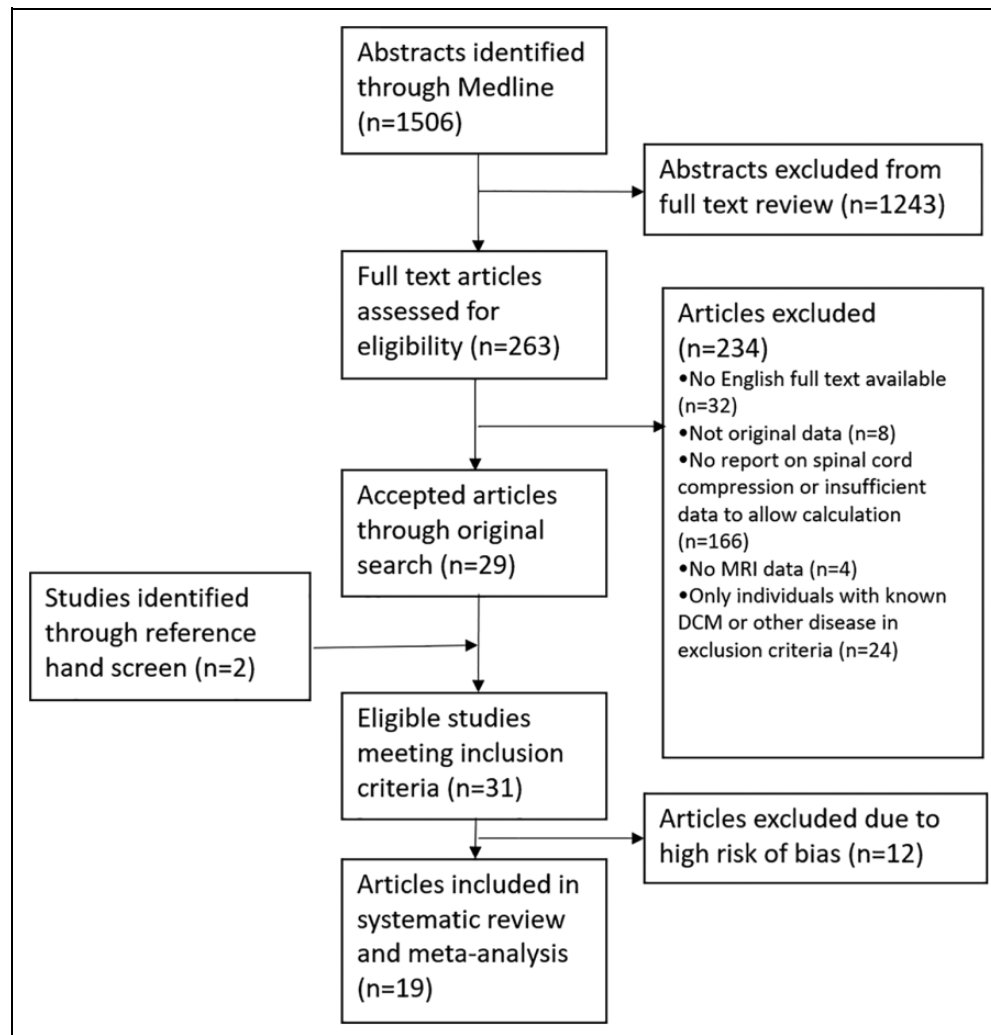 Abstracts identified
through Medline
(n=1506)
Abstracts excluded from
full text review (n=1243)
Full text articles
assessed for
eligibility (n=263)
Articles excluded
(n=234)
•No English full text available
(n=32)
•Not original data (n=8)
•No report on spinal cord
compression or insufficient
data to allow calculation
(n=166)
•No MRI data (n=4)
•Only individuals with known
DCM or other disease in
exclusion criteria (n=24)
Accepted articles
through original
search (n=29)
Studies identified
through reference
hand screen (n=2)
Eligible studies
meeting inclusion
criteria (n=31)
Articles excluded due to
high risk of bias (n=12)
Articles included in
systematic review
and meta-analysis
(n=19)